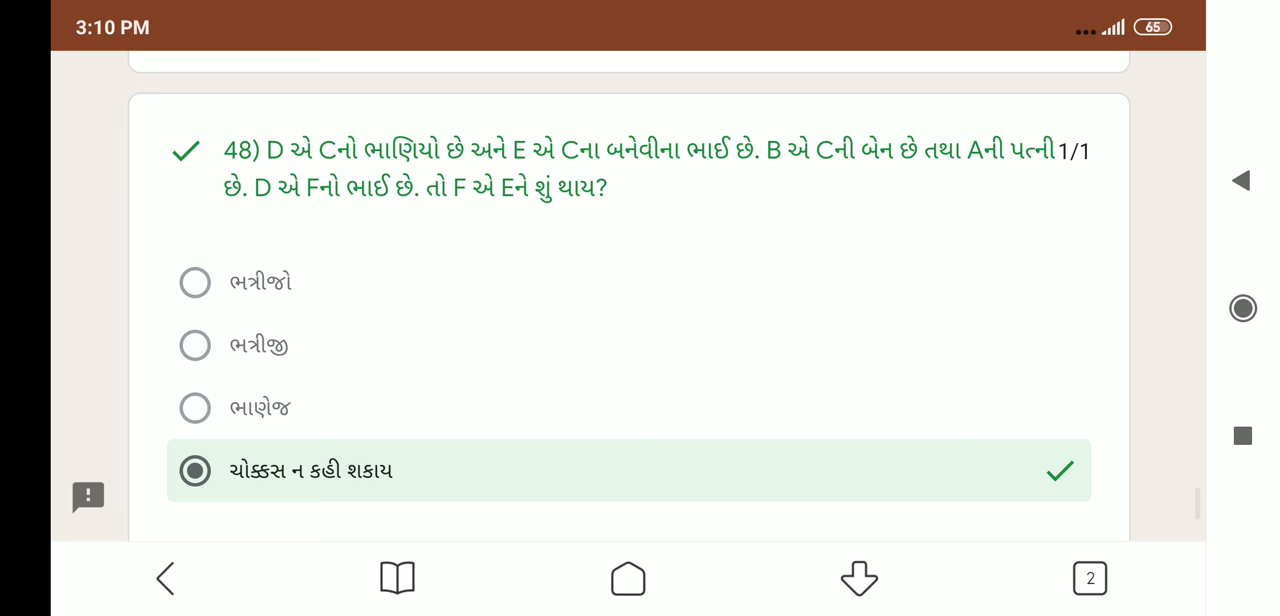 3:10 PM
65
48) D એ Cનો ભાણિયો છે અને E એ Cના બનેવીના ભાઈ છે. B એ Cની બેન છે તથા Aની પત્ની 1/1
છે. D એ Fનો ભાઈ છે. તો F એ Eને શું થાય?
ભત્રીજો
ભત્રીજી
ભાણેજ
ચોક્કસ ન કહી શકાય
2